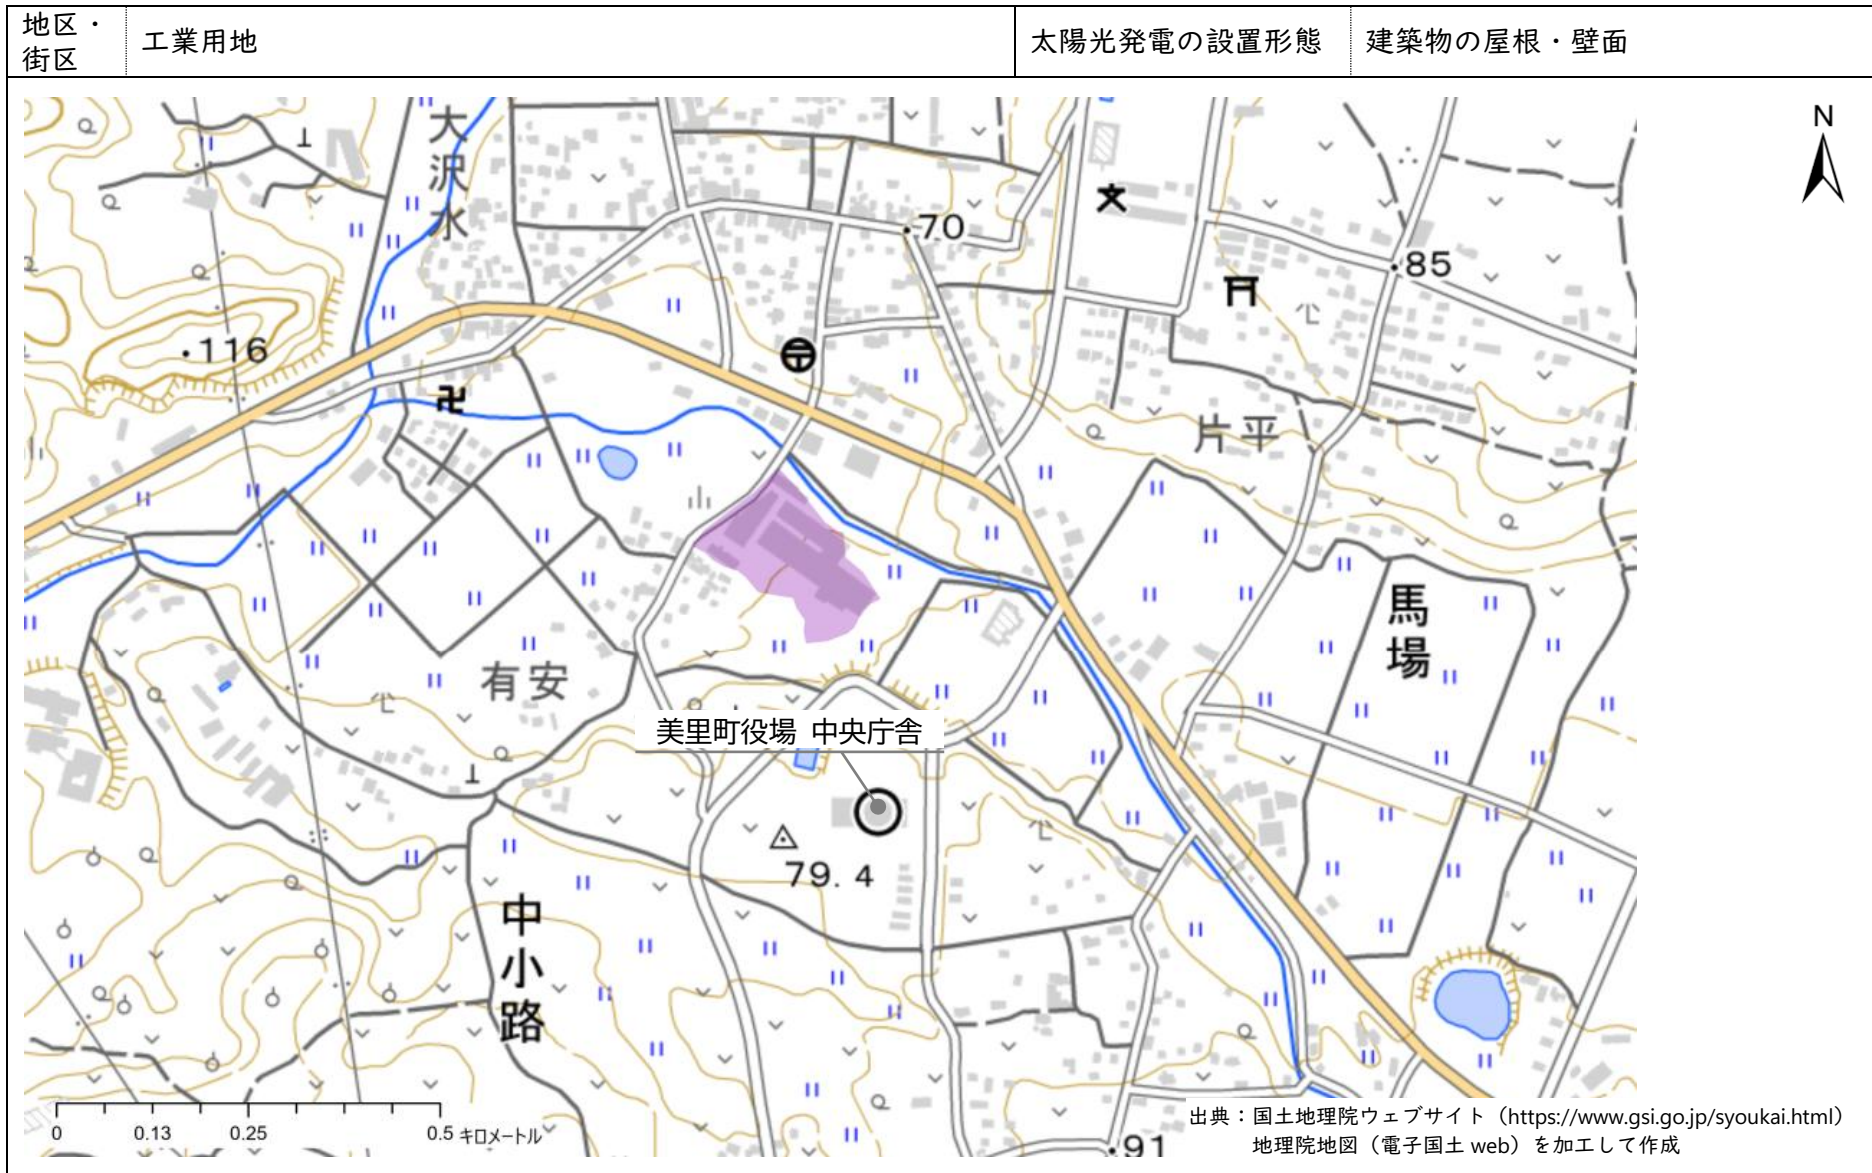 地区・
街区
工業用地
太陽光発電の設置形態
建築物の屋根・壁面
N
大沢水
70
85
116
片平
馬場
有安
美里町役場 中央庁舎
79.4
中小路
0 0.13 0.25 0.5 キロメートル
91
出典：国土地理院ウェブサイト（https://www.gsi.go.jp/syoukai.html）
地理院地図（電子国土 web）を加工して作成